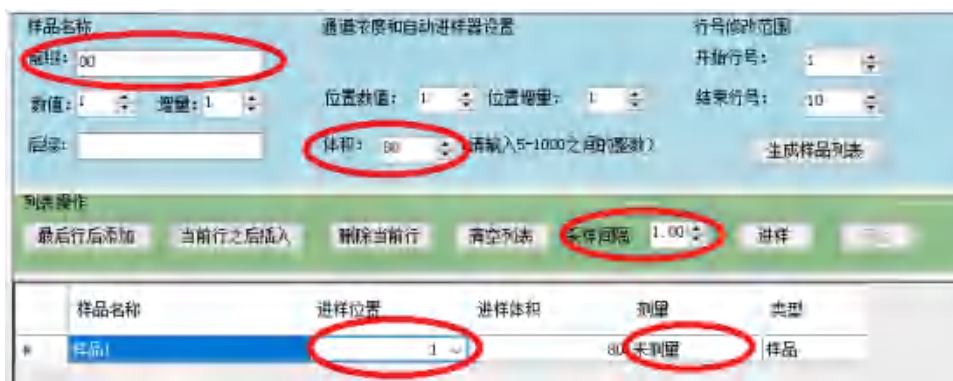 样品名称 通道浓度和自动进样器设置 行号修改范围
前缀: 00 开始行号: 1
数值: 1 增量: 1 位置数值: 1 位置增量: 1 结束行号: 10
后缀: 体积: 80 (请输入5-1000之间的整数) 生成样品列表
列表操作
最后行后添加 当前行之后插入 删除当前行 清空列表 采样间隔 1.00 进样
样品名称 进样位置 进样体积 测量 类型
样品1 1 80 未测量 样品